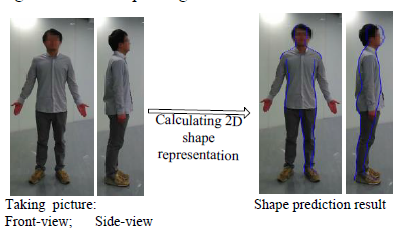 Calculating 2D
shape
representation
Taking picture:
Front-view; Side-view
Shape prediction result